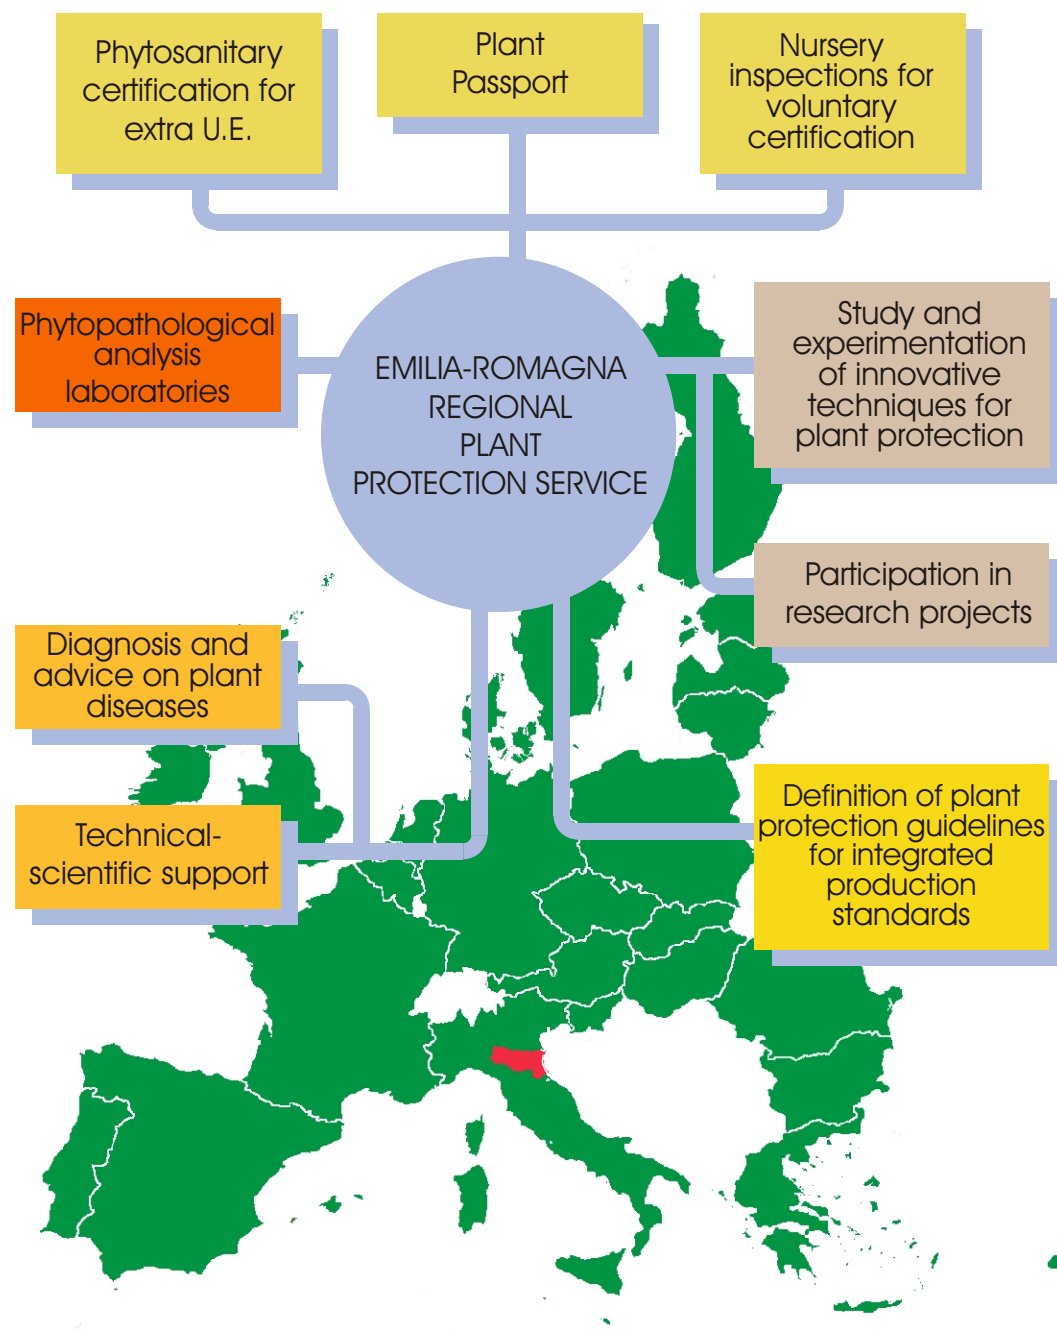 Phytosanitary
certification for
extra U.E.
Plant
Passport
Nursery
inspections for
voluntary
certification
Phytopathological
analysis
laboratories
EMILIA-ROMAGNA
REGIONAL
PLANT
PROTECTION SERVICE
Study and
experimentation
of innovative
techniques for
plant protection
Participation in
research projects
Diagnosis and
advice on plant
diseases
Technical-
scientific support
Definition of plant
protection guidelines
for integrated
production
standards